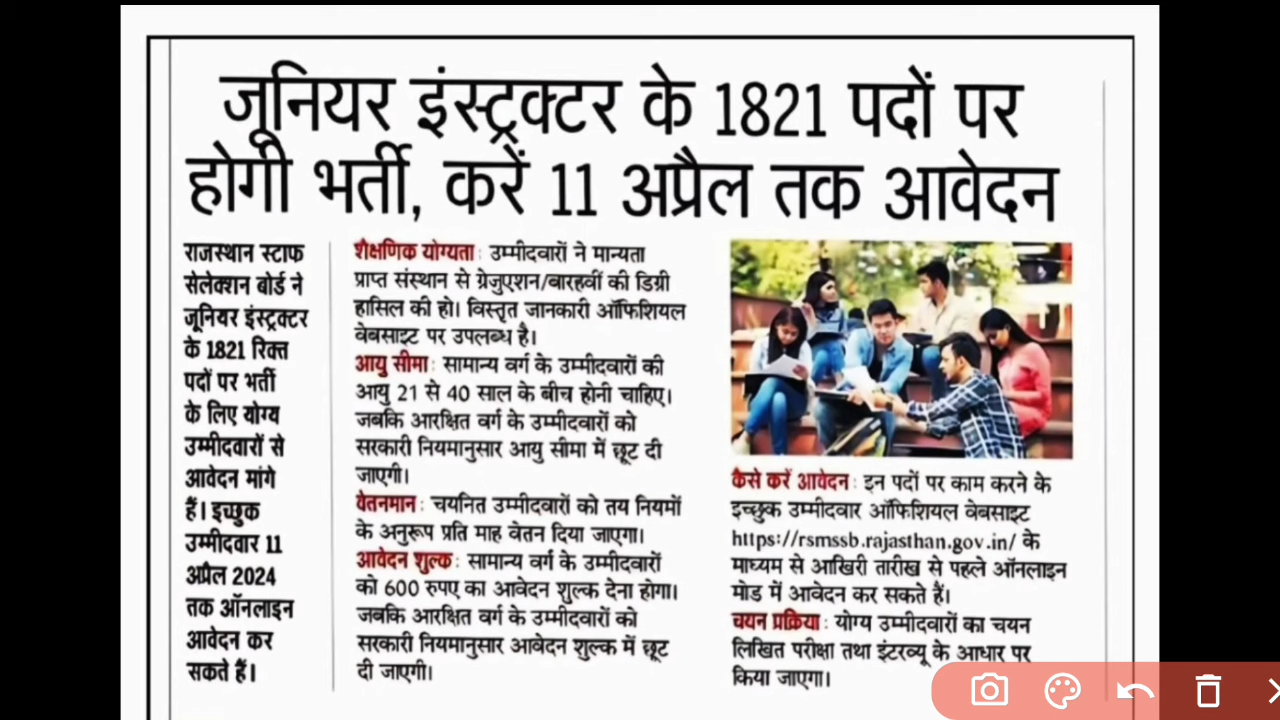 जूनियर इंस्ट्रक्टर के 1821 पदों पर
होगी भर्ती, करें 11 अप्रैल तक आवेदन
राजस्थान स्टाफ
सेलेक्शन बोर्ड ने
जूनियर इंस्ट्रक्टर
के 1821 रिक्त
पदों पर भर्ती
के लिए योग्य
उम्मीदवारों से
आवेदन मांगे
हैं। इच्छुक
उम्मीदवार 11
अप्रैल 2024
तक ऑनलाइन
आवेदन कर
सकते हैं।
शैक्षणिक योग्यता : उम्मीदवारों ने मान्यता
प्राप्त संस्थान से ग्रेजुएशन/बारहवीं की डिग्री
हासिल की हो। विस्तृत जानकारी ऑफिशियल
वेबसाइट पर उपलब्ध है।
आयु सीमा : सामान्य वर्ग के उम्मीदवारों की
आयु 21 से 40 साल के बीच होनी चाहिए।
जबकि आरक्षित वर्ग के उम्मीदवारों को
सरकारी नियमानुसार आयु सीमा में छूट दी
जाएगी।
वेतनमान : चयनित उम्मीदवारों को तय नियमों
के अनुरूप प्रति माह वेतन दिया जाएगा।
आवेदन शुल्क : सामान्य वर्ग के उम्मीदवारों
को 600 रुपए का आवेदन शुल्क देना होगा।
जबकि आरक्षित वर्ग के उम्मीदवारों को
सरकारी नियमानुसार आवेदन शुल्क में छूट
दी जाएगी।
कैसे करें आवेदन : इन पदों पर काम करने के
इच्छुक उम्मीदवार ऑफिशियल वेबसाइट
https://rsmssb.rajasthan.gov.in/ के
माध्यम से आखिरी तारीख से पहले ऑनलाइन
मोड में आवेदन कर सकते हैं।
चयन प्रक्रिया : योग्य उम्मीदवारों का चयन
लिखित परीक्षा तथा इंटरव्यू के आधार पर
किया जाएगा।